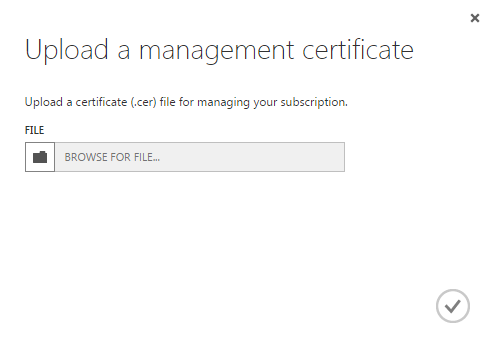 Upload a management certificate
Upload a certificate (.cer) file for managing your subscription.
FILE
BROWSE FOR FILE...